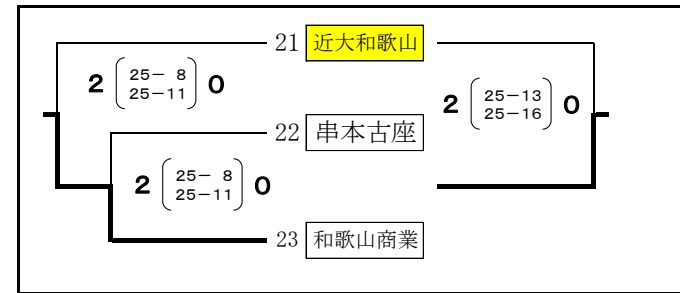 21 近大和歌山
2 (25- 8 25-11) 0
2 (25-13 25-16) 0
22 串本古座
2 (25- 8 25-11) 0
23 和歌山商業